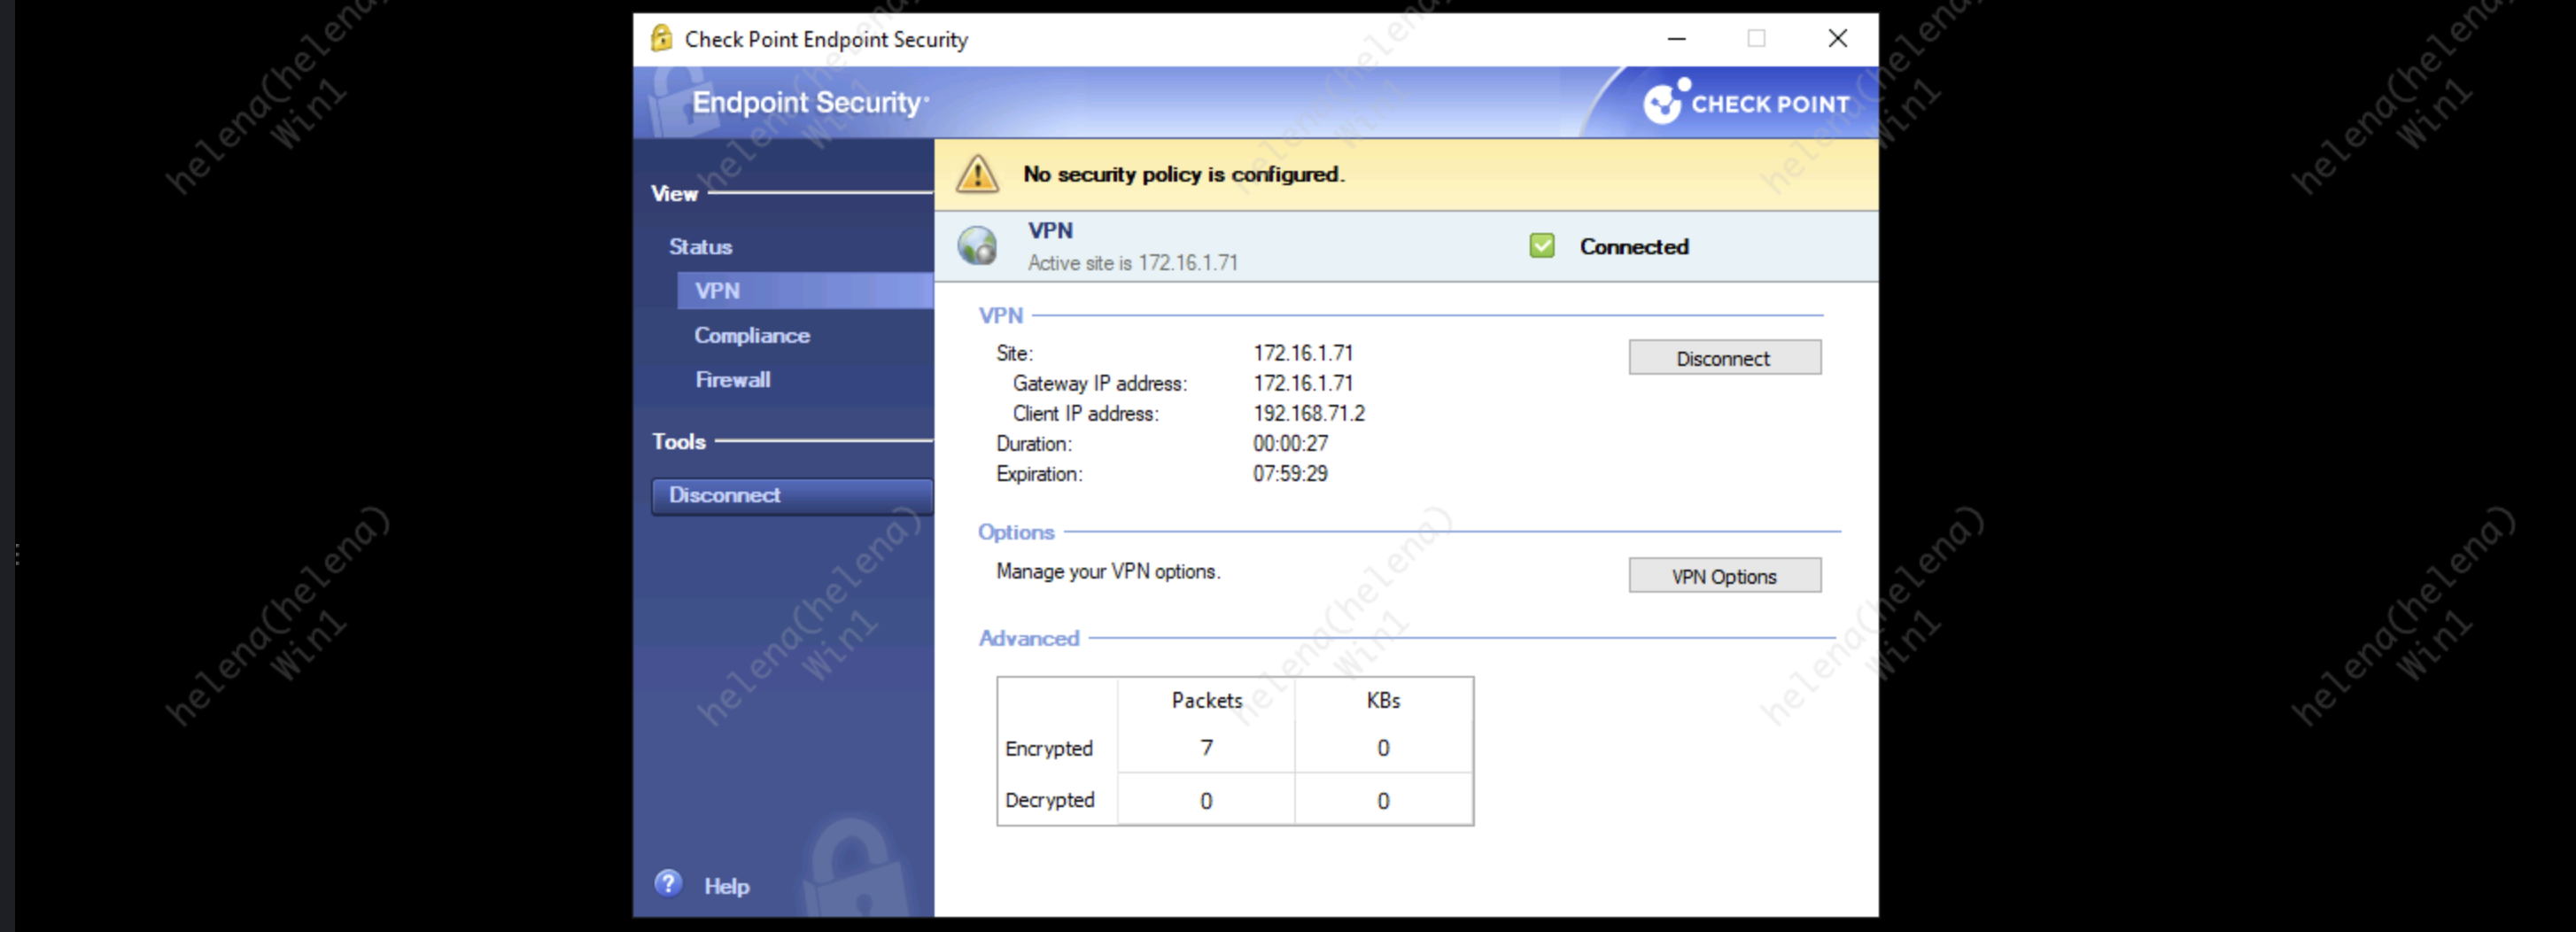 Check Point Endpoint Security
Endpoint Security
CHECK POINT
View
Status
VPN
Compliance
Firewall
Tools
Disconnect
Help
No security policy is configured.
VPN
Active site is 172.16.1.71
Connected
VPN
Site: 172.16.1.71
Gateway IP address: 172.16.1.71
Client IP address: 192.168.71.2
Duration: 00:00:27
Expiration: 07:59:29
Disconnect
Options
Manage your VPN options.
VPN Options
Advanced
Packets KBs
Encrypted 7 0
Decrypted 0 0
helena(helena)
Win1
helena(helena)
Win1
helena(helena)
Win1
helena(helena)
Win1
helena(helena)
Win1
helena(helena)
Win1
helena(helena)
Win1
helena(helena)
Win1
helena(helena)
Win1
helena(helena)
Win1